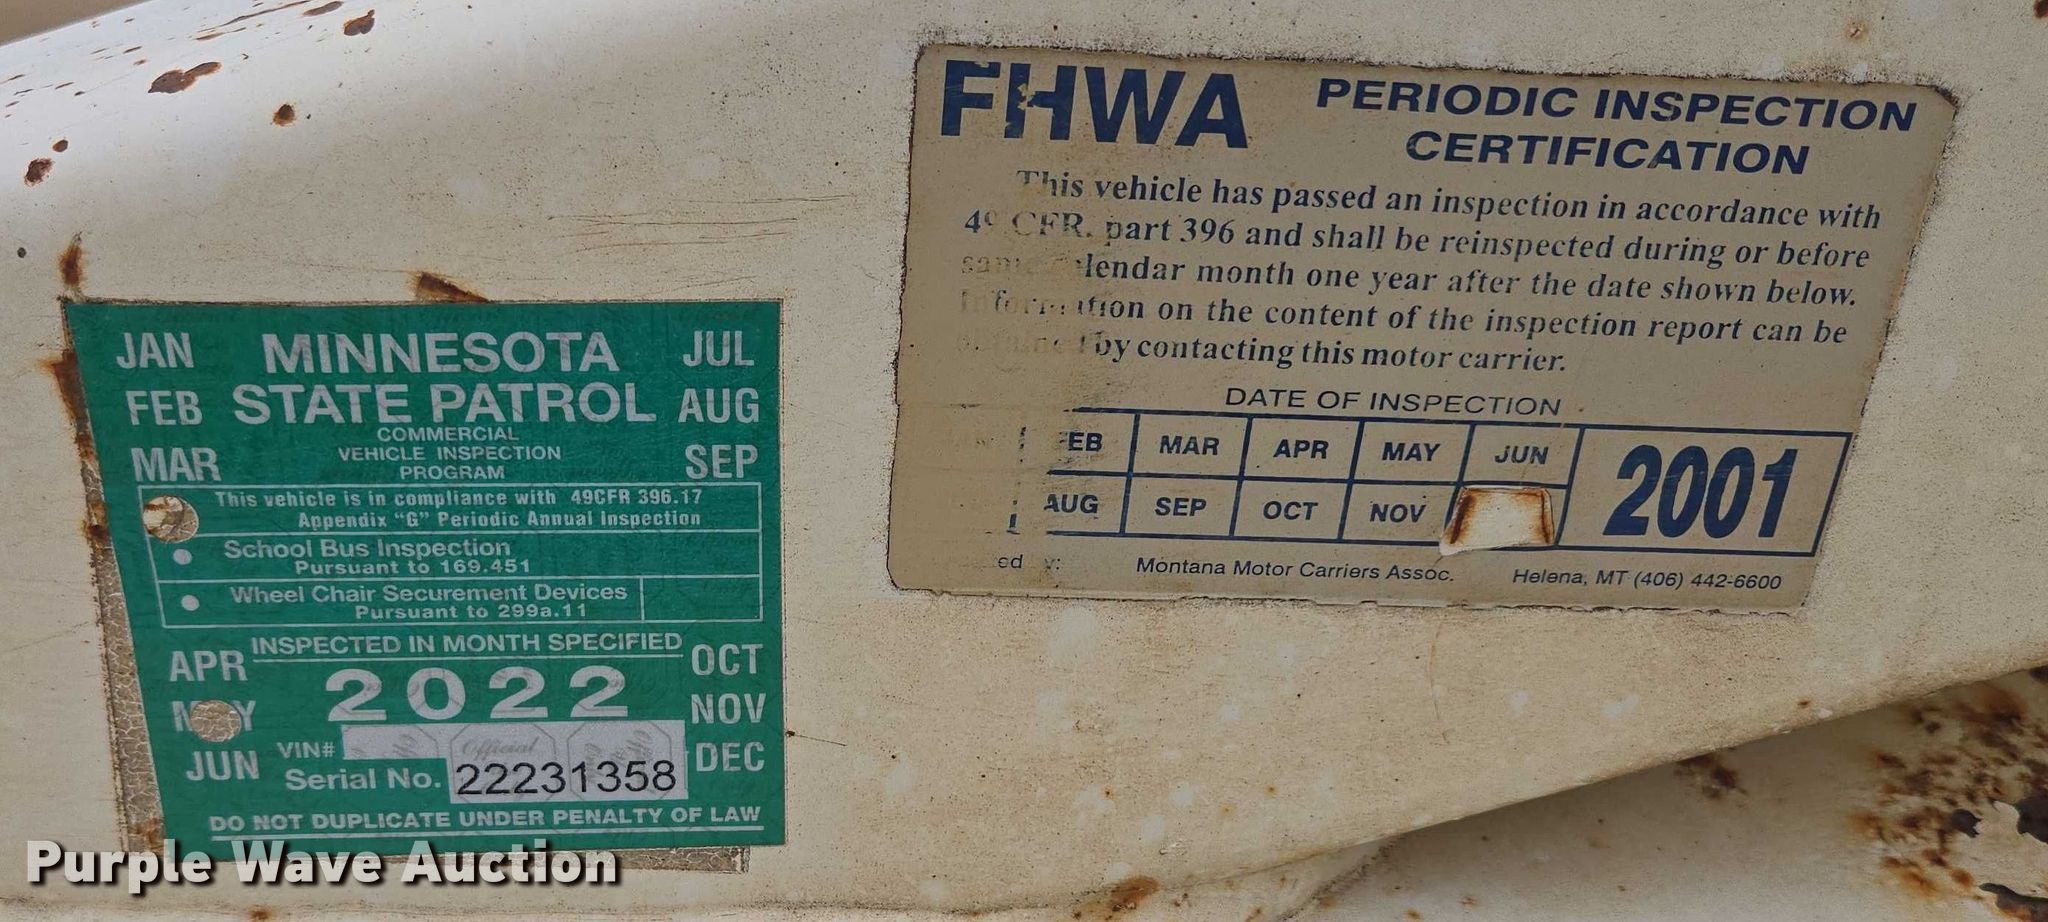 JAN MINNESOTA JUL
FEB STATE PATROL AUG
COMMERCIAL
MAR VEHICLE INSPECTION SEP
PROGRAM
This vehicle is in compliance with 49CFR 396.17
Appendix “G” Periodic Annual Inspection
School Bus Inspection
Pursuant to 169.451
Wheel Chair Securement Devices
Pursuant to 299a.11
INSPECTED IN MONTH SPECIFIED
APR 2022 OCT
NOV
JUN VIN# DEC
Official
Serial No. 22231358
DO NOT DUPLICATE UNDER PENALTY OF LAW
FHWA PERIODIC INSPECTION
CERTIFICATION
This vehicle has passed an inspection in accordance with
CFR, part 396 and shall be reinspected during or before
month one year after the date shown below.
on the content of the inspection report can be
by contacting this motor carrier.
DATE OF INSPECTION
FEB MAR APR MAY JUN 2001
AUG SEP OCT NOV
Montana Motor Carriers Assoc. Helena, MT (406) 442-6600
Purple Wave Auction